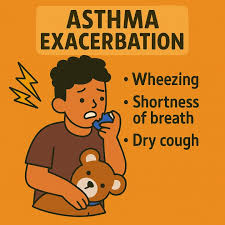 ASTHMA
EXACERBATION
• Wheezing
• Shortness
of breath
• Dry cough